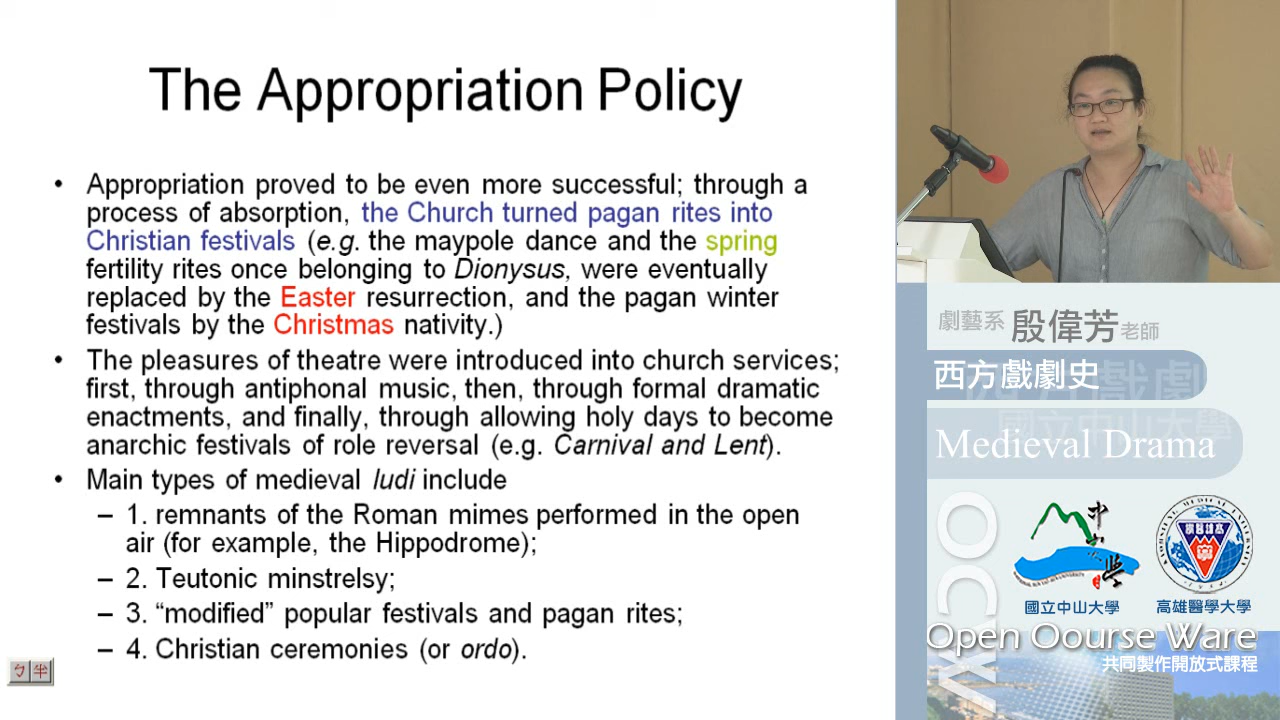 The Appropriation Policy
• Appropriation proved to be even more successful; through a
process of absorption, the Church turned pagan rites into
Christian festivals (e.g. the maypole dance and the spring
fertility rites once belonging to Dionysus, were eventually
replaced by the Easter resurrection, and the pagan winter
festivals by the Christmas nativity.)
• The pleasures of theatre were introduced into church services;
first, through antiphonal music, then, through formal dramatic
enactments, and finally, through allowing holy days to become
anarchic festivals of role reversal (e.g. Carnival and Lent).
• Main types of medieval ludi include
– 1. remnants of the Roman mimes performed in the open
air (for example, the Hippodrome);
– 2. Teutonic minstrelsy;
– 3. “modified” popular festivals and pagan rites;
– 4. Christian ceremonies (or ordo).
ㄅ半
劇藝系 殷偉芳老師
西方戲劇史
國立中山大學
Medieval Drama
OCW
國立中山大學
高雄醫學大學
Open Oourse Ware
共同製作開放式課程